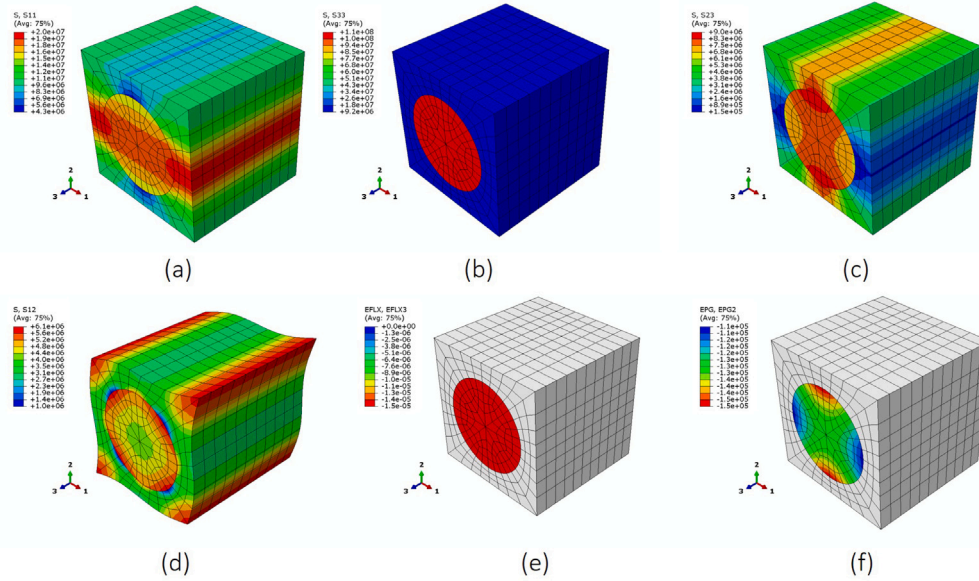 S, S11
(Avg: 75%)
+2.0e+07
+1.9e+07
+1.8e+07
+1.6e+07
+1.5e+07
+1.4e+07
+1.2e+07
+1.1e+07
+9.6e+06
+8.3e+06
+6.9e+06
+5.6e+06
+4.3e+06
2
3
1
(a)
S, S33
(Avg: 75%)
+1.1e+08
+1.0e+08
+9.4e+07
+8.5e+07
+7.7e+07
+6.8e+07
+6.0e+07
+5.1e+07
+4.3e+07
+3.4e+07
+2.6e+07
+1.8e+07
+9.2e+06
2
3
1
(b)
S, S23
(Avg: 75%)
+9.0e+06
+8.3e+06
+7.6e+06
+6.8e+06
+6.1e+06
+5.3e+06
+4.6e+06
+3.9e+06
+3.1e+06
+2.4e+06
+1.6e+06
+8.9e+05
+1.5e+05
2
3
1
(c)
S, S12
(Avg: 75%)
+6.1e+06
+5.6e+06
+5.2e+06
+4.8e+06
+4.4e+06
+4.0e+06
+3.5e+06
+3.1e+06
+2.7e+06
+2.3e+06
+1.9e+06
+1.4e+06
+1.0e+06
2
3
1
(d)
EFLX, EFLX3
(Avg: 75%)
+0.0e+00
-1.3e-06
-2.5e-06
-3.8e-06
-5.1e-06
-6.4e-06
-7.6e-06
-8.9e-06
-1.0e-05
-1.1e-05
-1.3e-05
-1.4e-05
-1.5e-05
2
3
1
(e)
EPG, EPG2
(Avg: 75%)
-1.1e+05
-1.1e+05
-1.2e+05
-1.2e+05
-1.2e+05
-1.3e+05
-1.3e+05
-1.3e+05
-1.4e+05
-1.4e+05
-1.4e+05
-1.5e+05
-1.5e+05
2
3
1
(f)